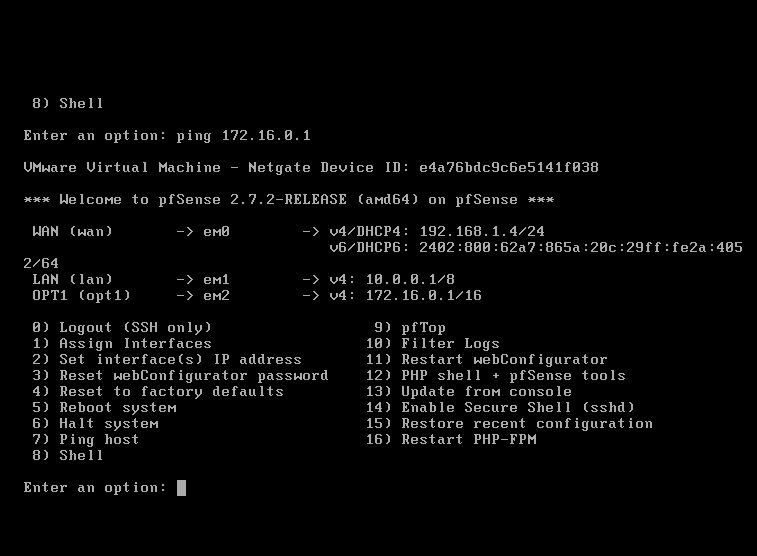 8) Shell
Enter an option: ping 172.16.0.1
VMware Virtual Machine - Netgate Device ID: e4a76bdc9c6e5141f038
*** Welcome to pfSense 2.7.2-RELEASE (amd64) on pfSense ***
WAN (wan)       -> em0        -> v4/DHCP4: 192.168.1.4/24
                                 v6/DHCP6: 2402:800:62a7:865a:20c:29ff:fe2a:405
2/64
LAN (lan)       -> em1        -> v4: 10.0.0.1/8
OPT1 (opt1)     -> em2        -> v4: 172.16.0.1/16
0) Logout (SSH only)                  9) pfTop
1) Assign Interfaces                 10) Filter Logs
2) Set interface(s) IP address       11) Restart webConfigurator
3) Reset webConfigurator password    12) PHP shell + pfSense tools
4) Reset to factory defaults         13) Update from console
5) Reboot system                     14) Enable Secure Shell (sshd)
6) Halt system                       15) Restore recent configuration
7) Ping host                         16) Restart PHP-FPM
8) Shell
Enter an option: